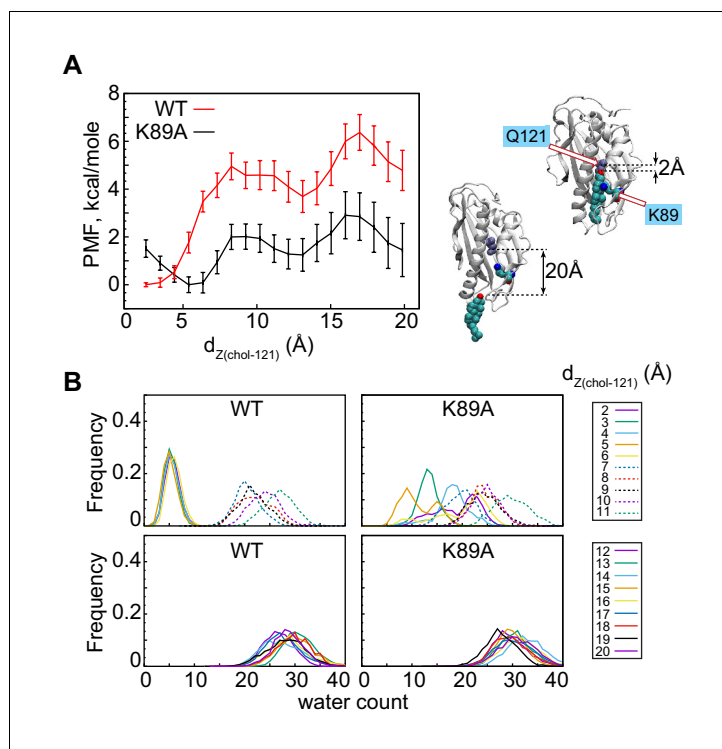 A
WT
K89A
PMF, kcal/mole
8
6
4
2
0
0 5 10 15 20
d_Z(chol-121) (Å)
Q121
2Å
K89
20Å
B
d_Z(chol-121) (Å)
Frequency
0.4
0.2
0
WT
K89A
2
3
4
5
6
7
8
9
10
11
Frequency
0.4
0.2
0
WT
K89A
12
13
14
15
16
17
18
19
20
0 10 20 30 40
0 10 20 30 40
water count